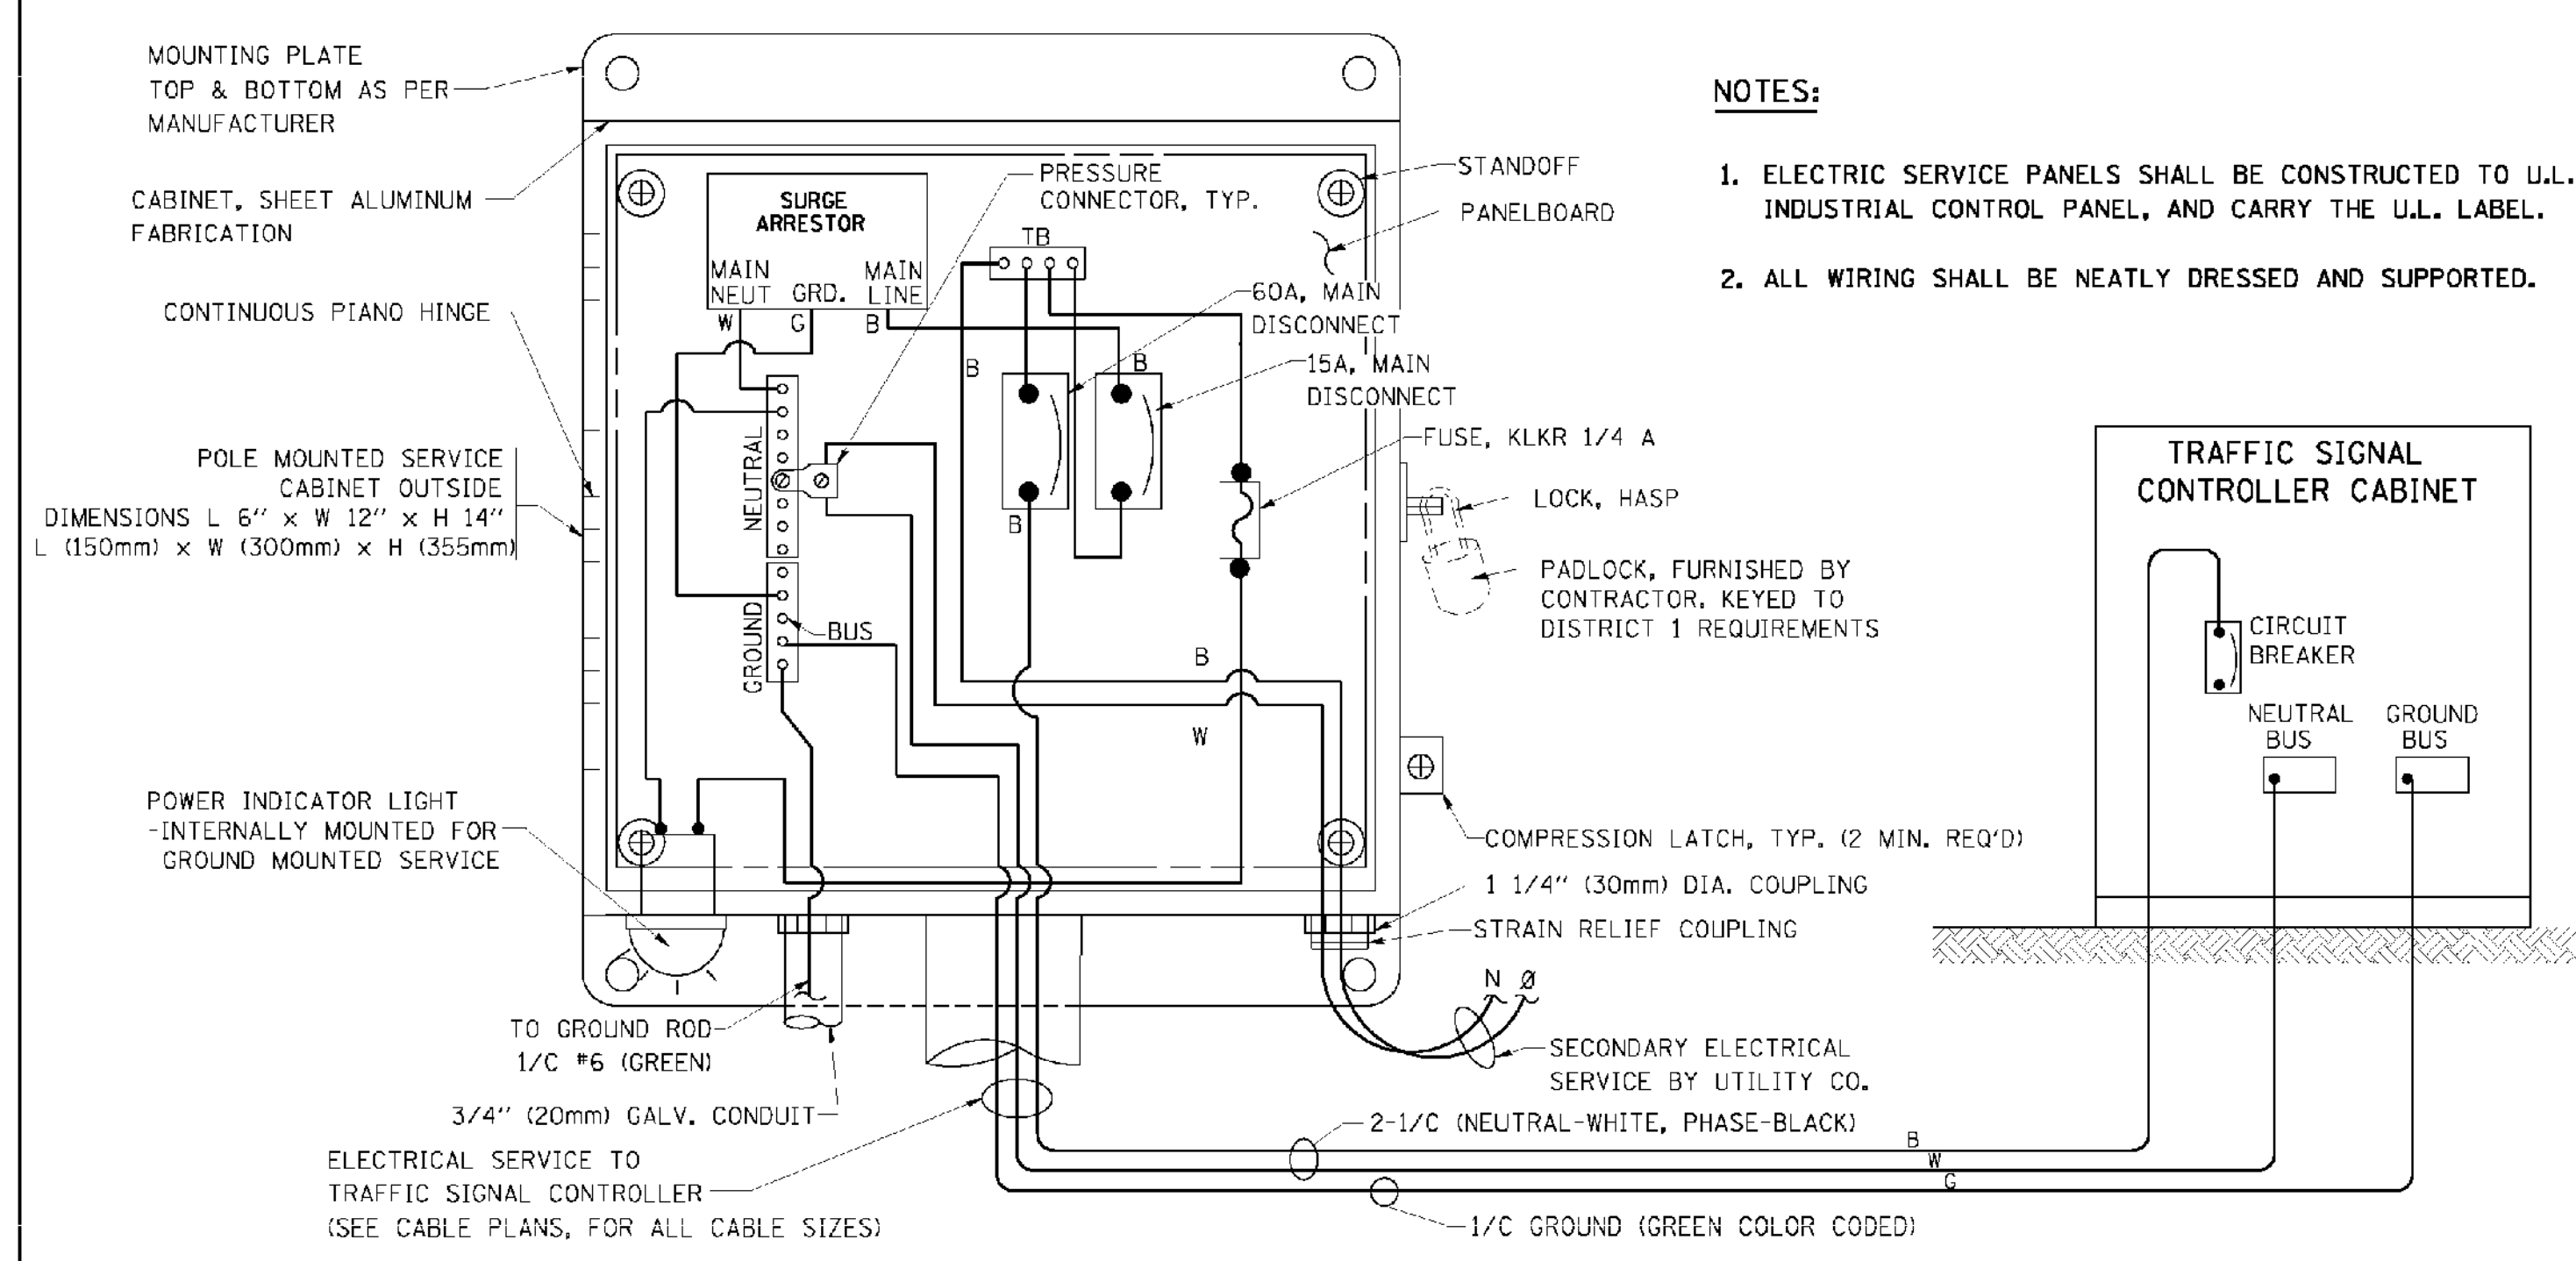 MOUNTING PLATE
TOP & BOTTOM AS PER
MANUFACTURER
CABINET, SHEET ALUMINUM
FABRICATION
CONTINUOUS PIANO HINGE
POLE MOUNTED SERVICE
CABINET OUTSIDE
DIMENSIONS L 6" x W 12" x H 14"
L (150mm) x W (300mm) x H (355mm)
POWER INDICATOR LIGHT
-INTERNALLY MOUNTED FOR
GROUND MOUNTED SERVICE
SURGE
ARRESTOR
MAIN
NEUT
GRD.
MAIN
LINE
W
G
B
PRESSURE
CONNECTOR, TYP.
TB
60A, MAIN
DISCONNECT
15A, MAIN
DISCONNECT
B
B
B
NEUTRAL
GROUND
BUS
B
W
STANDOFF
PANELBOARD
FUSE, KLKR 1/4 A
LOCK, HASP
PADLOCK, FURNISHED BY
CONTRACTOR. KEYED TO
DISTRICT 1 REQUIREMENTS
COMPRESSION LATCH, TYP. (2 MIN. REQ'D)
1 1/4" (30mm) DIA. COUPLING
STRAIN RELIEF COUPLING
N Ø
SECONDARY ELECTRICAL
SERVICE BY UTILITY CO.
TO GROUND ROD
1/C #6 (GREEN)
3/4" (20mm) GALV. CONDUIT
ELECTRICAL SERVICE TO
TRAFFIC SIGNAL CONTROLLER
(SEE CABLE PLANS, FOR ALL CABLE SIZES)
2-1/C (NEUTRAL-WHITE, PHASE-BLACK)
B
W
G
1/C GROUND (GREEN COLOR CODED)
NOTES:
1. ELECTRIC SERVICE PANELS SHALL BE CONSTRUCTED TO U.L.
INDUSTRIAL CONTROL PANEL, AND CARRY THE U.L. LABEL.
2. ALL WIRING SHALL BE NEATLY DRESSED AND SUPPORTED.
TRAFFIC SIGNAL
CONTROLLER CABINET
CIRCUIT
BREAKER
NEUTRAL
BUS
GROUND
BUS